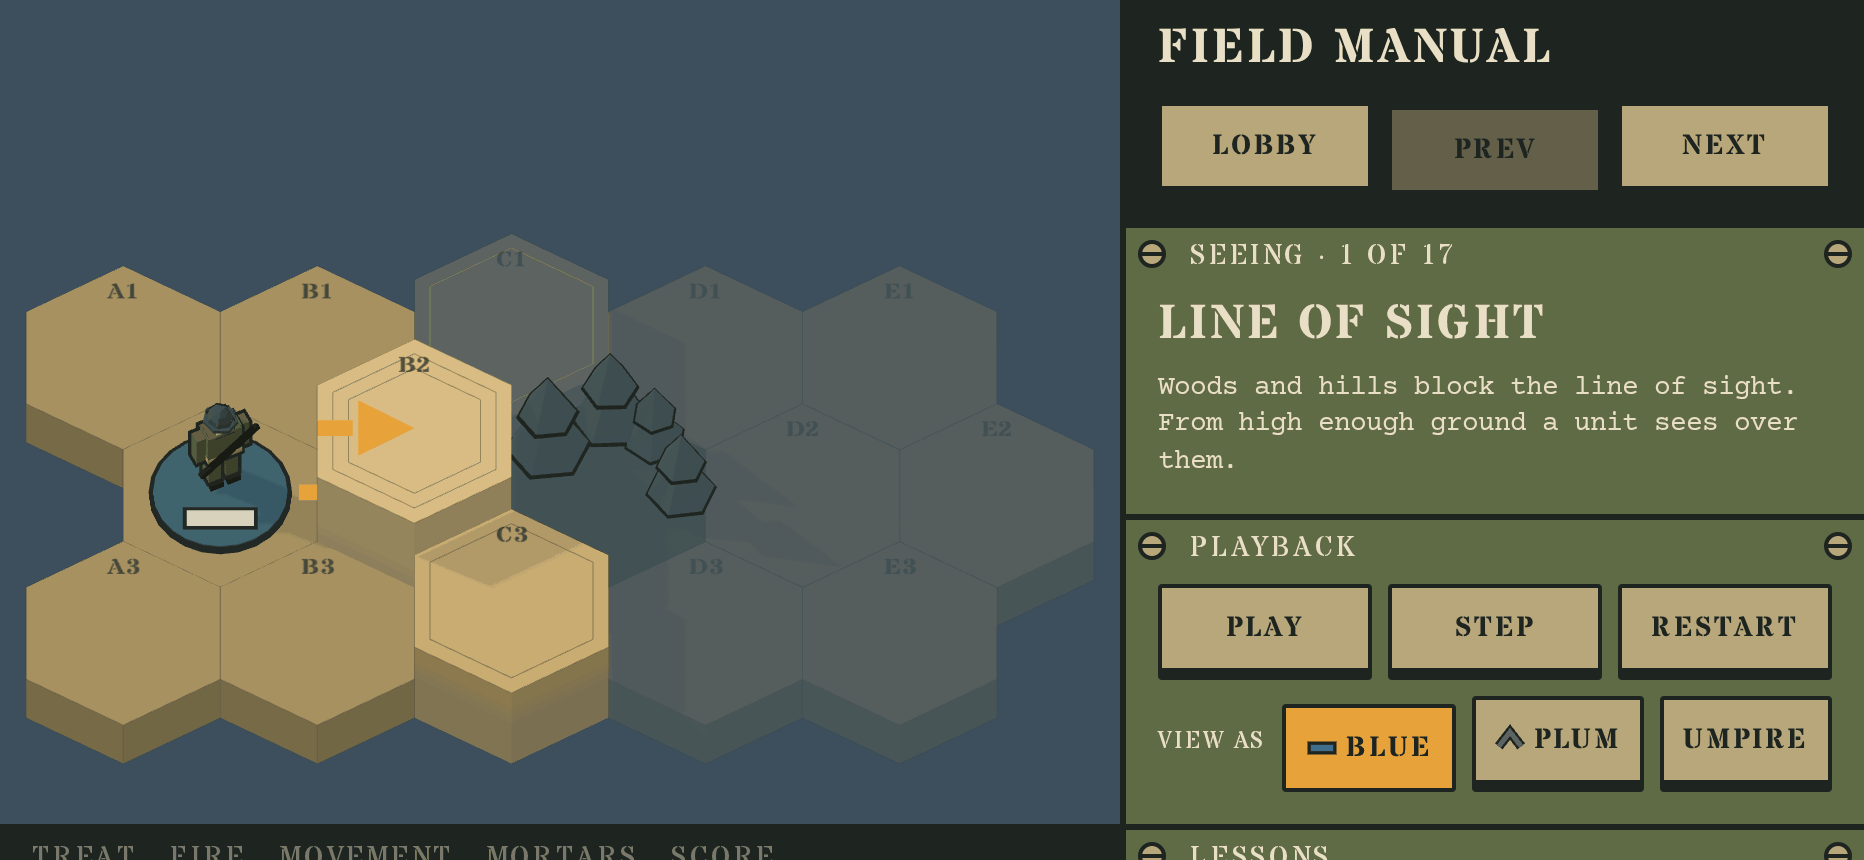 FIELD MANUAL
LOBBY PREV NEXT
SEEING · 1 OF 17
LINE OF SIGHT
Woods and hills block the line of sight.
From high enough ground a unit sees over
them.
PLAYBACK
PLAY STEP RESTART
VIEW AS BLUE PLUM UMPIRE
LESSONS
C1
A1 B1 D1 E1
B2
D2 E2
C3
A3 B3 D3 E3
TREAT FIRE MOVEMENT MORTARS SCORE